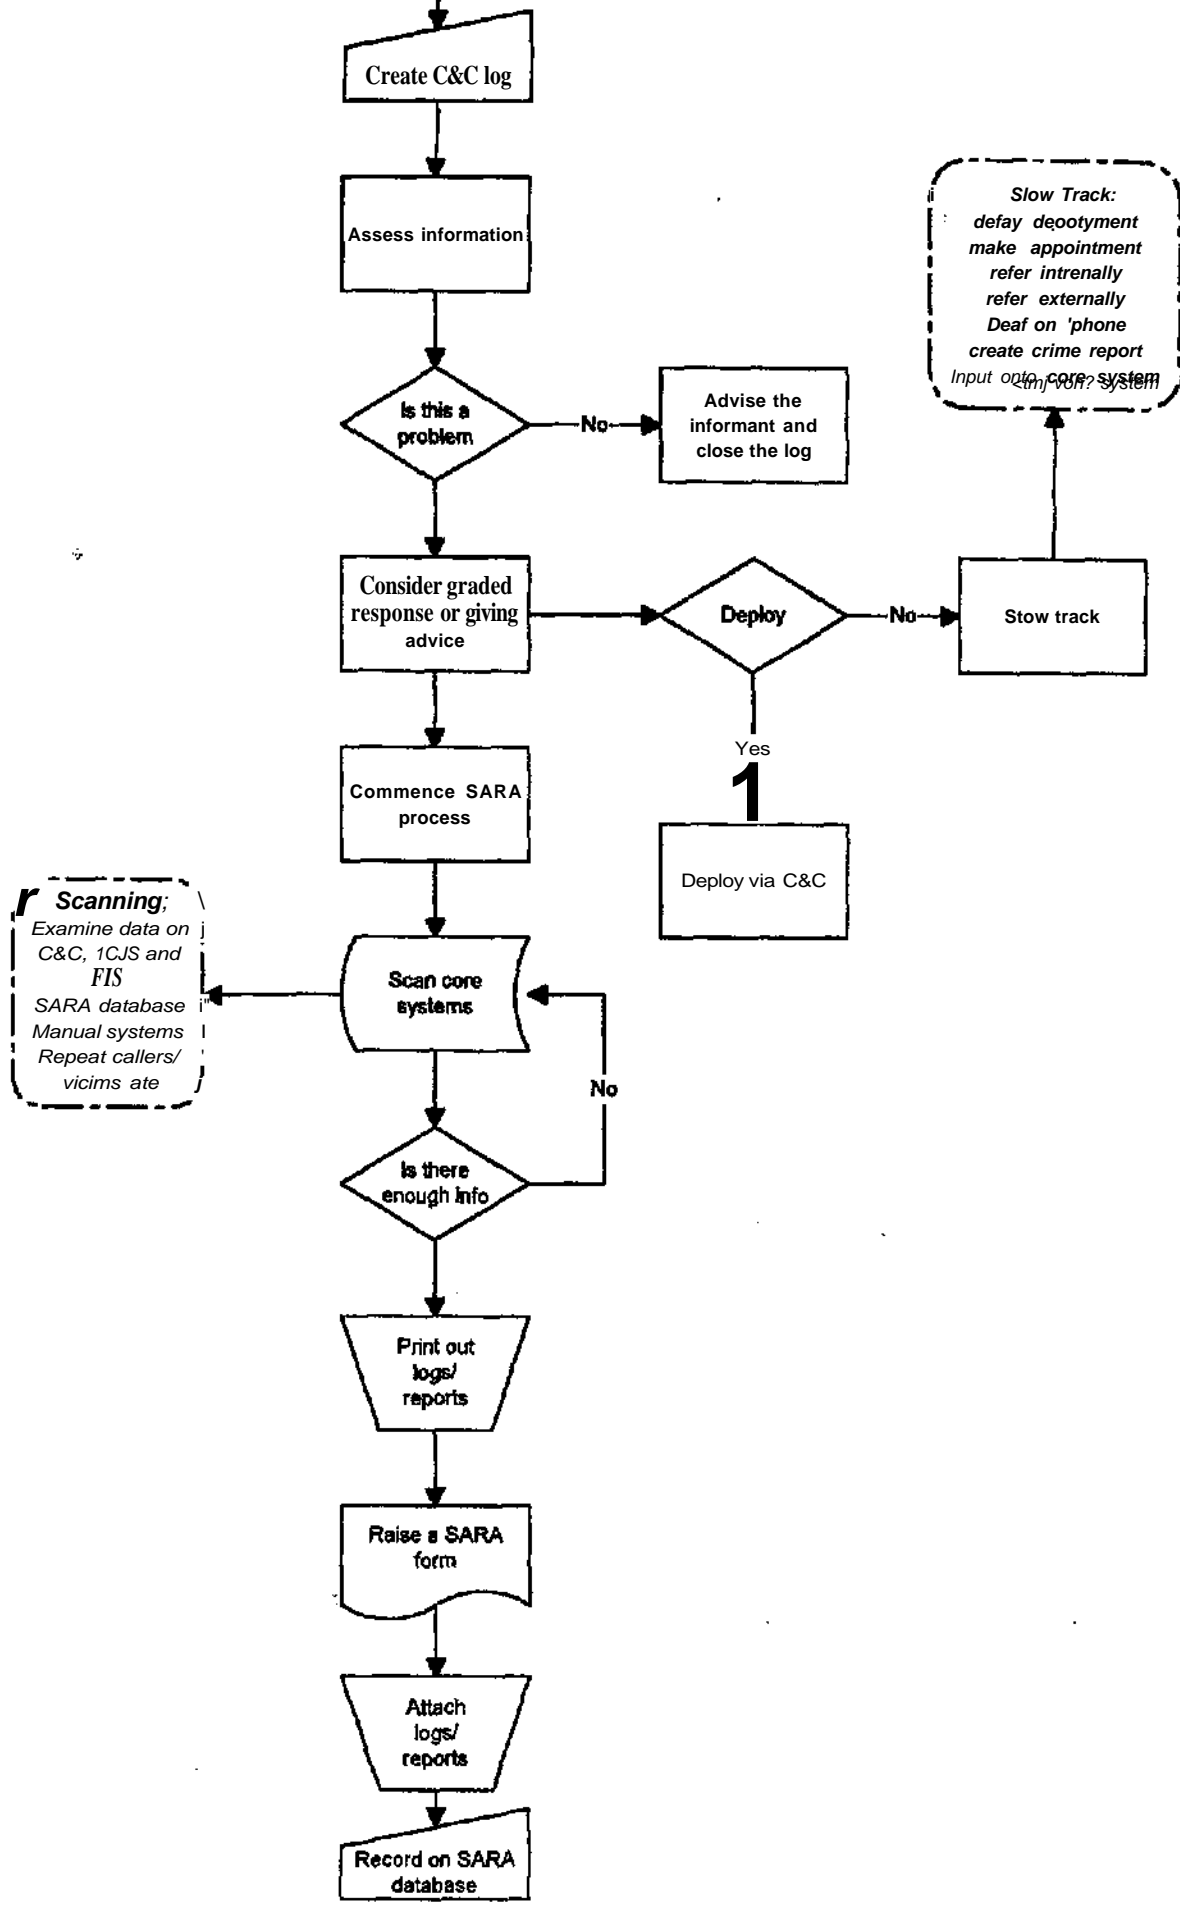 Create C&C log
Assess information
Slow Track:
defay depotyment
make appointment
refer intrenally
refer externally
Deaf on 'phone
create crime report
Input onto core system
Is this a
problem
No
Advise the
informant and
close the log
Consider graded
response or giving
advice
Deploy
No
Stow track
Yes
1
Deploy via C&C
Commence SARA
process
r Scanning;
Examine data on
C&C, 1CJS and
FIS
SARA database
Manual systems
Repeat callers/
vicims ate
Scan core
systems
No
Is there
enough info
Print out
logs/
reports
Raise a SARA
form
Attach
logs/
reports
Record on SARA
database